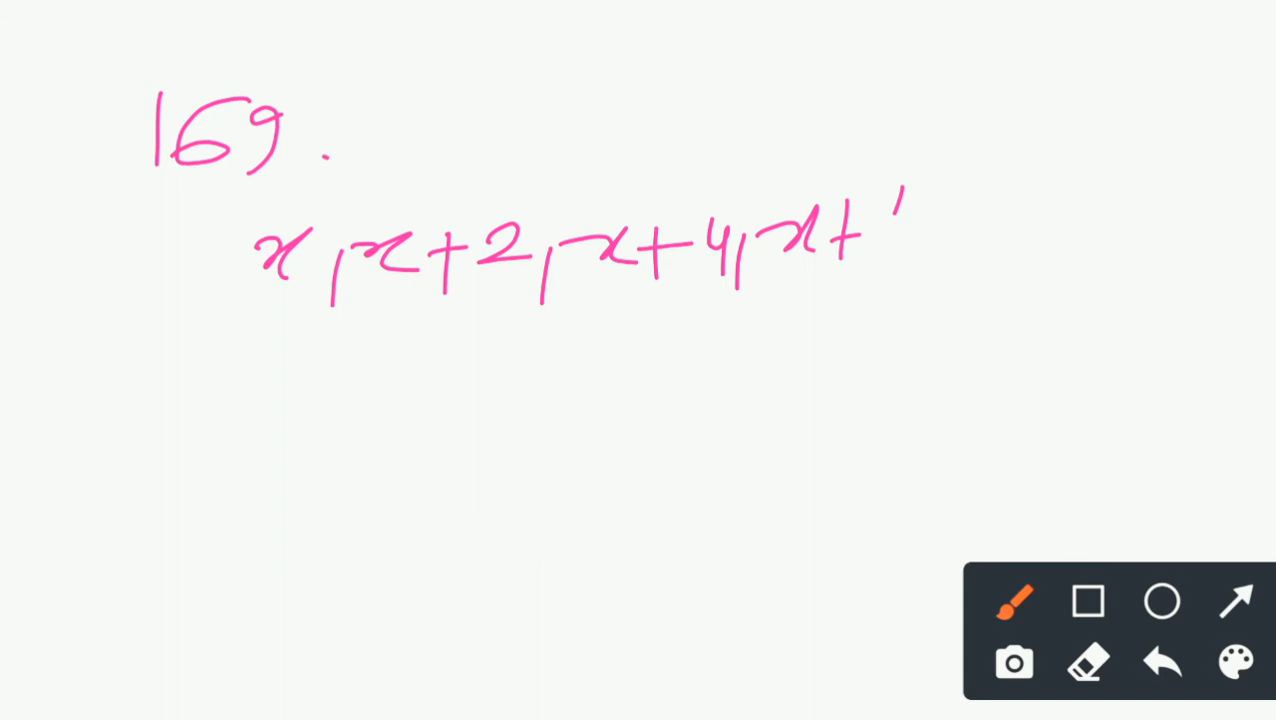 169.
x, x+2, x+4, x+